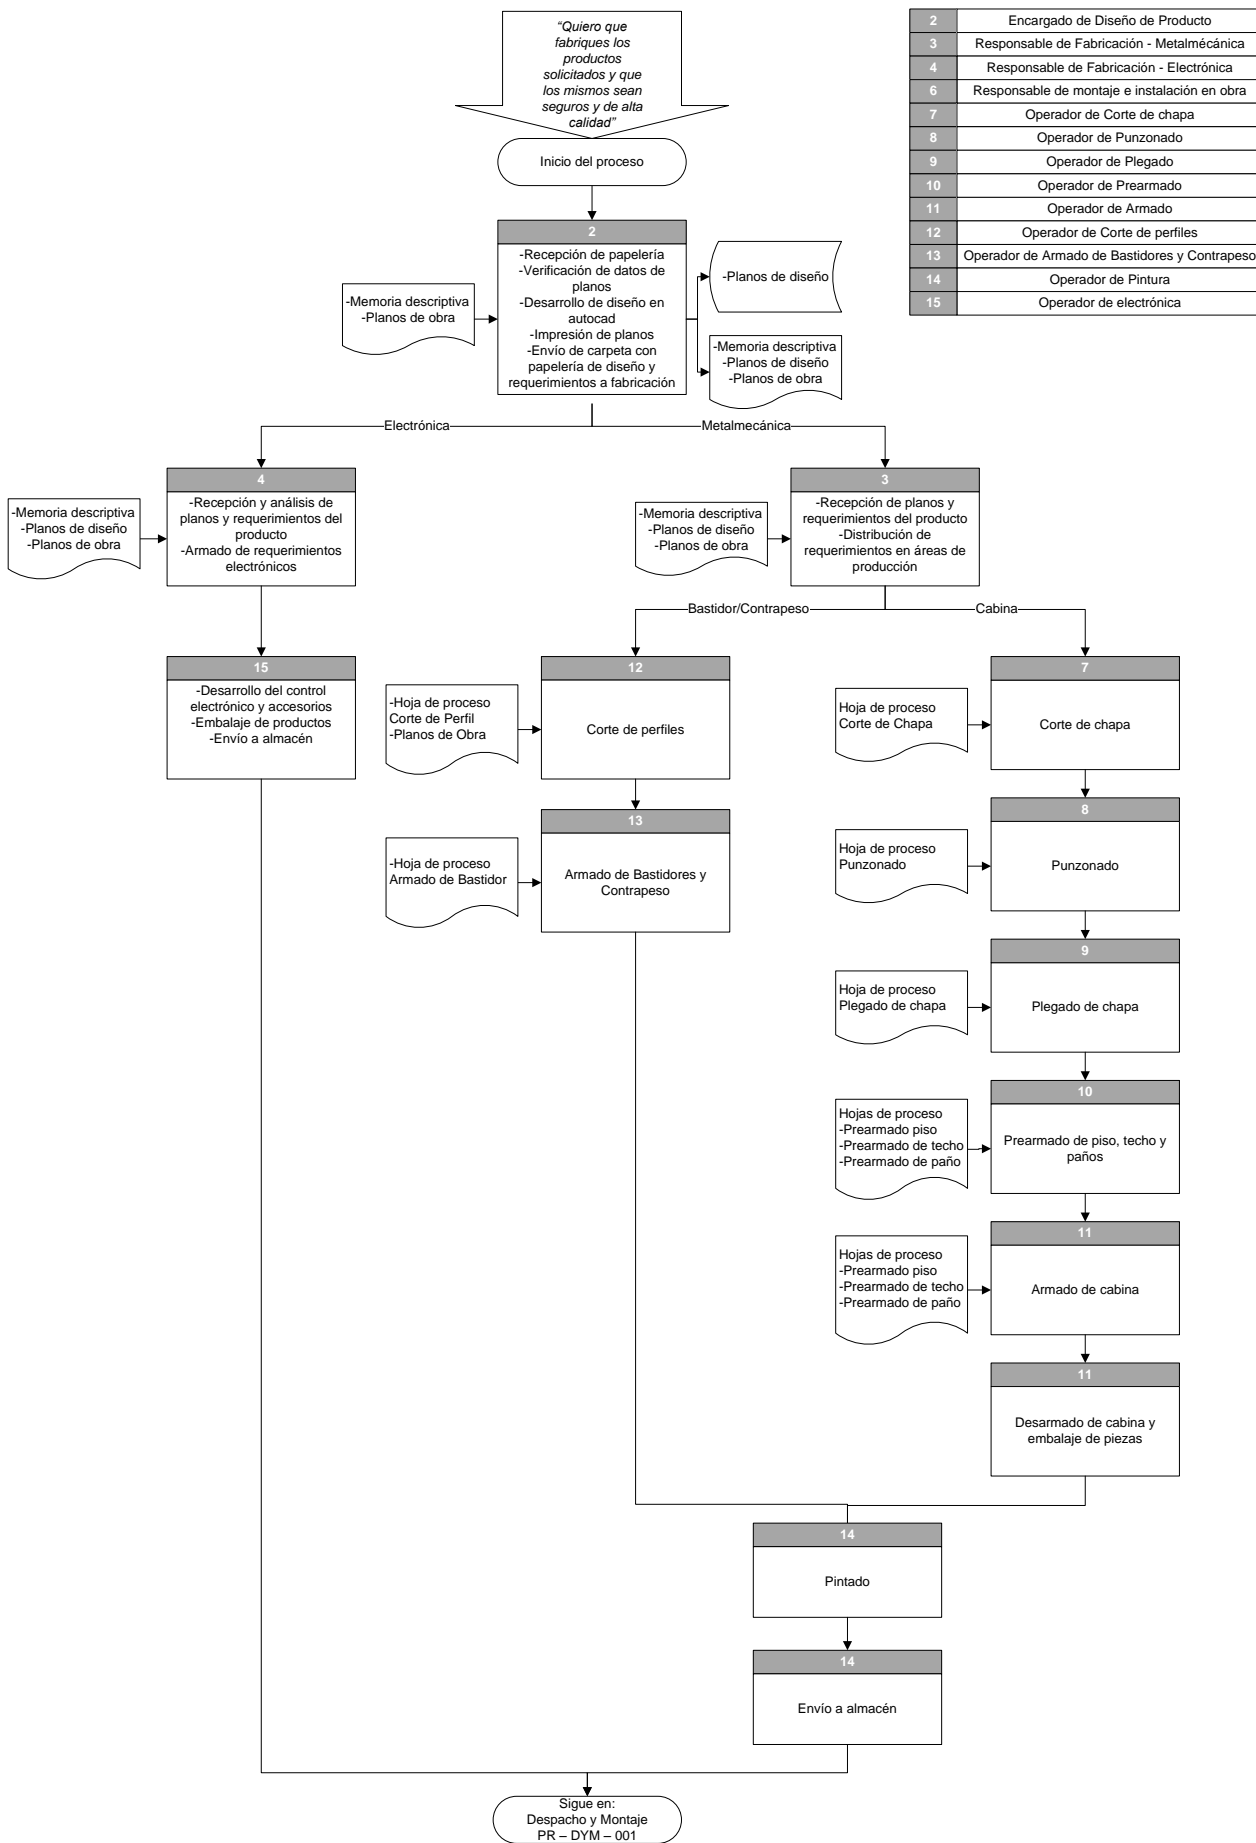 “Quiero que
fabriques los
productos
solicitados y que
los mismos sean
seguros y de alta
calidad”
2 Encargado de Diseño de Producto
3 Responsable de Fabricación - Metalmécánica
4 Responsable de Fabricación - Electrónica
6 Responsable de montaje e instalación en obra
7 Operador de Corte de chapa
8 Operador de Punzonado
9 Operador de Plegado
10 Operador de Prearmado
11 Operador de Armado
12 Operador de Corte de perfiles
13 Operador de Armado de Bastidores y Contrapeso
14 Operador de Pintura
15 Operador de electrónica
Inicio del proceso
2
-Recepción de papelería
-Verificación de datos de
planos
-Desarrollo de diseño en
autocad
-Impresión de planos
-Envío de carpeta con
papelería de diseño y
requerimientos a fabricación
-Memoria descriptiva
-Planos de obra
-Planos de diseño
-Memoria descriptiva
-Planos de diseño
-Planos de obra
Electrónica
Metalmecánica
4
-Recepción y análisis de
planos y requerimientos del
producto
-Armado de requerimientos
electrónicos
-Memoria descriptiva
-Planos de diseño
-Planos de obra
3
-Recepción de planos y
requerimientos del producto
-Distribución de
requerimientos en áreas de
producción
-Memoria descriptiva
-Planos de diseño
-Planos de obra
Bastidor/Contrapeso
Cabina
15
-Desarrollo del control
electrónico y accesorios
-Embalaje de productos
-Envío a almacén
-Hoja de proceso
Corte de Perfil
-Planos de Obra
12
Corte de perfiles
Hoja de proceso
Corte de Chapa
7
Corte de chapa
-Hoja de proceso
Armado de Bastidor
13
Armado de Bastidores y
Contrapeso
Hoja de proceso
Punzonado
8
Punzonado
Hoja de proceso
Plegado de chapa
9
Plegado de chapa
Hojas de proceso
-Prearmado piso
-Prearmado de techo
-Prearmado de paño
10
Prearmado de piso, techo y
paños
Hojas de proceso
-Prearmado piso
-Prearmado de techo
-Prearmado de paño
11
Armado de cabina
11
Desarmado de cabina y
embalaje de piezas
14
Pintado
14
Envío a almacén
Sigue en:
Despacho y Montaje
PR – DYM – 001